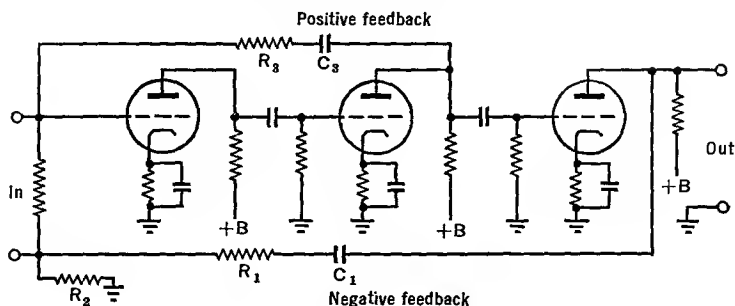 Positive feedback
R3 C3
In
+B
+B
+B
Out
R1 C1
R2
Negative feedback